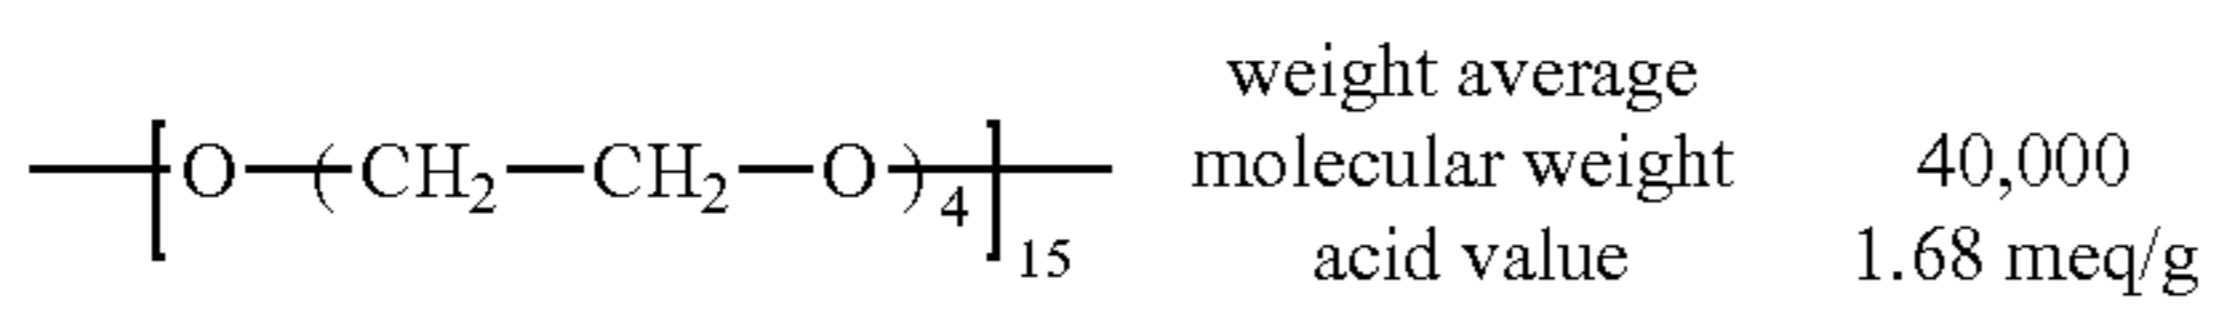 weight average
—[O—(CH₂—CH₂—O)₄]₁₅— molecular weight 40,000
acid value 1.68 meq/g